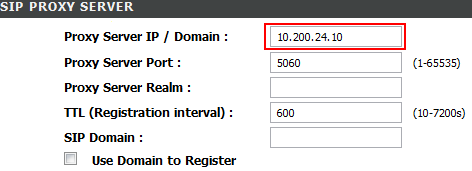 SIP PROXY SERVER
Proxy Server IP / Domain : 10.200.24.10
Proxy Server Port : 5060 (1-65535)
Proxy Server Realm :
TTL (Registration interval) : 600 (10-7200s)
SIP Domain :
Use Domain to Register